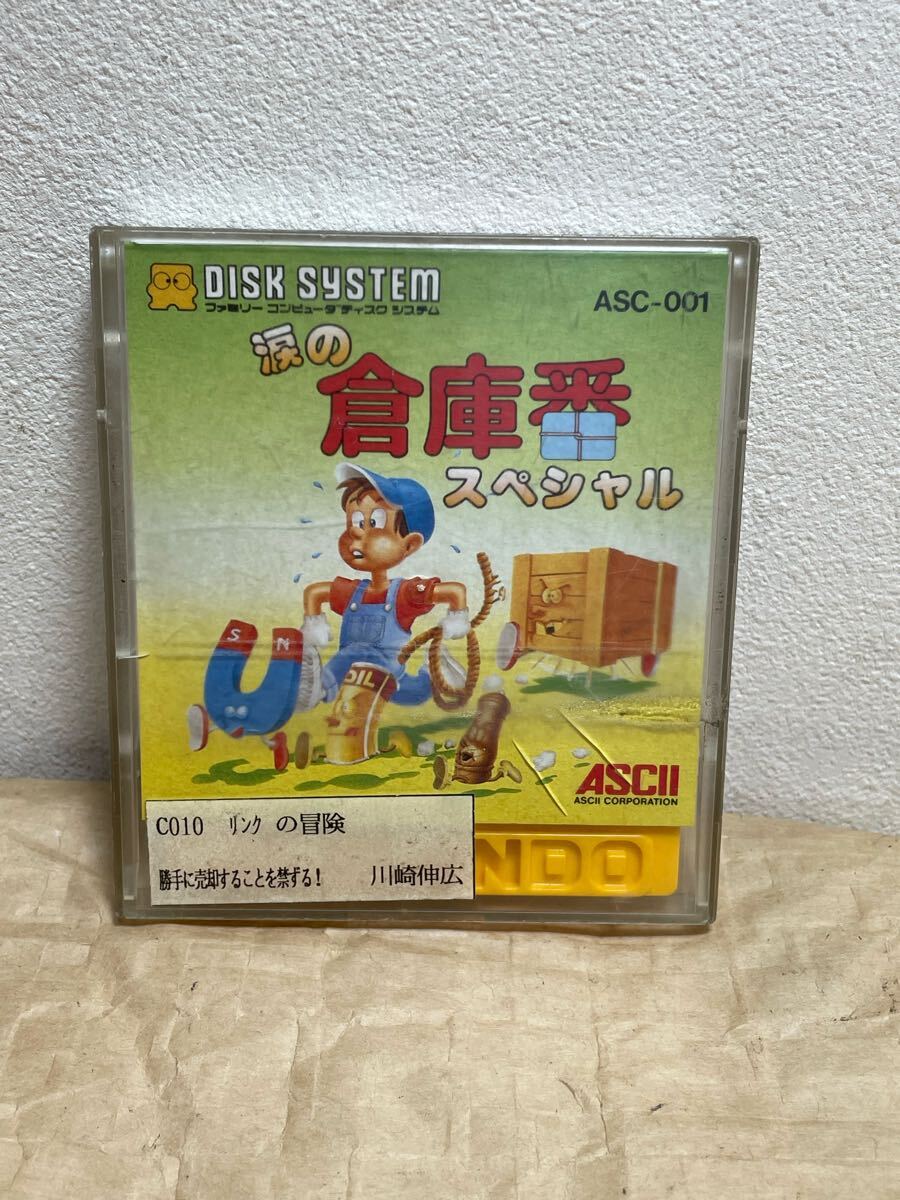 DISK SYSTEM
ファミリー コンピュータ ディスク システム
ASC-001
涙の
倉庫番
スペシャル
S N
OIL
ASCII
ASCII CORPORATION
C010 リンク の冒険
勝手に売却することを禁ずる! 川崎伸広
NDO